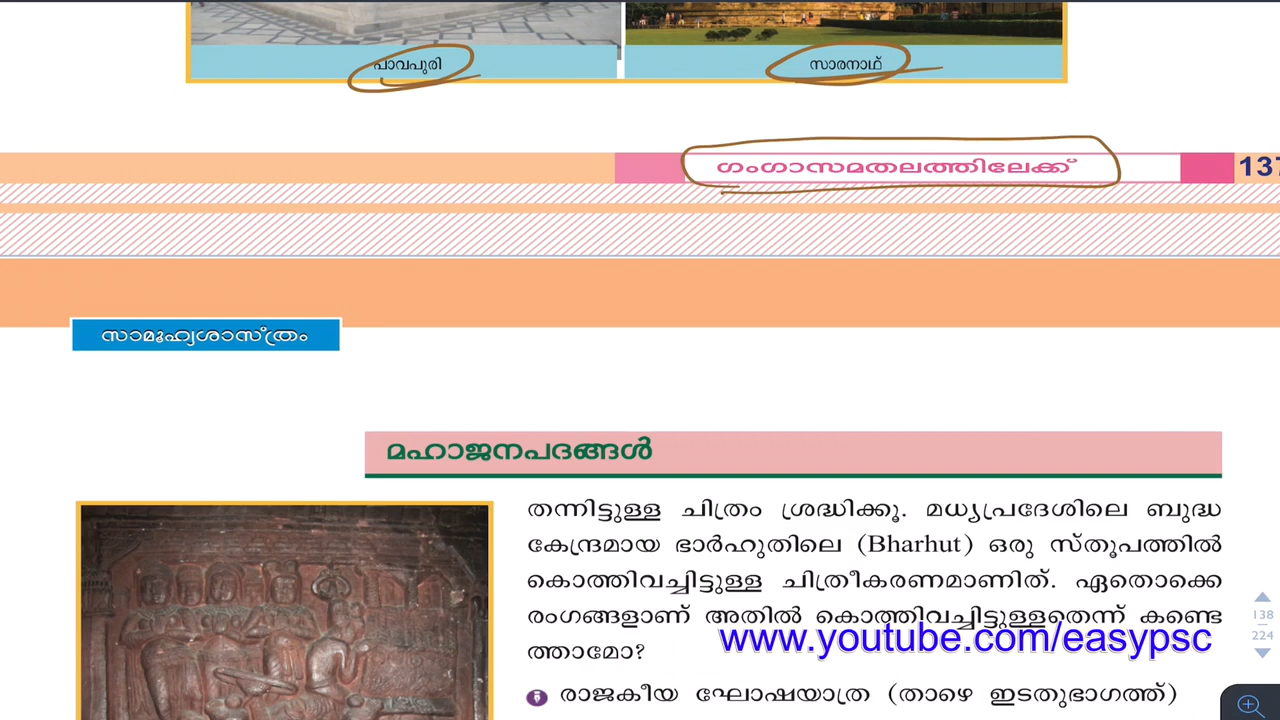 പാവപുരി
സാരനാഥ്
ഗംഗാസമതലത്തിലേക്ക്
137
സാമൂഹ്യശാസ്ത്രം
മഹാജനപദങ്ങൾ
തന്നിട്ടുള്ള ചിത്രം ശ്രദ്ധിക്കൂ. മധ്യപ്രദേശിലെ ബുദ്ധ
കേന്ദ്രമായ ഭാർഹുതിലെ (Bharhut) ഒരു സ്തൂപത്തിൽ
കൊത്തിവച്ചിട്ടുള്ള ചിത്രീകരണമാണിത്. ഏതൊക്കെ
രംഗങ്ങളാണ് അതിൽ കൊത്തിവച്ചിട്ടുള്ളതെന്ന് കണ്ടെ
ത്താമോ?
www.youtube.com/easypsc
രാജകീയ ഘോഷയാത്ര (താഴെ ഇടതുഭാഗത്ത്)
138
224